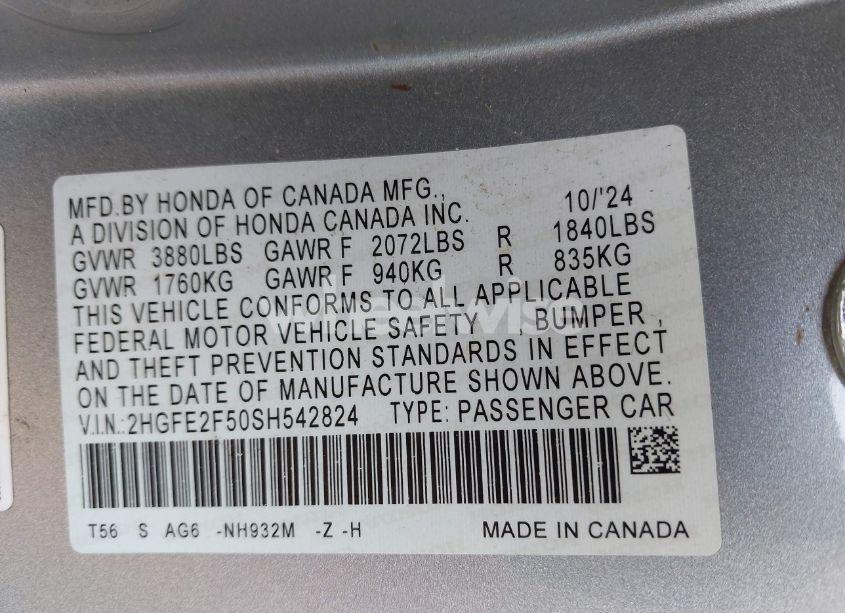 MFD.BY HONDA OF CANADA MFG., 10/'24
A DIVISION OF HONDA CANADA INC.
GVWR 3880LBS GAWR F 2072LBS R 1840LBS
GVWR 1760KG GAWR F 940KG R 835KG
THIS VEHICLE CONFORMS TO ALL APPLICABLE
FEDERAL MOTOR VEHICLE SAFETY , BUMPER ,
AND THEFT PREVENTION STANDARDS IN EFFECT
ON THE DATE OF MANUFACTURE SHOWN ABOVE.
V.I.N.: 2HGFE2F50SH542824 TYPE: PASSENGER CAR
T56 S AG6 -NH932M -Z -H MADE IN CANADA